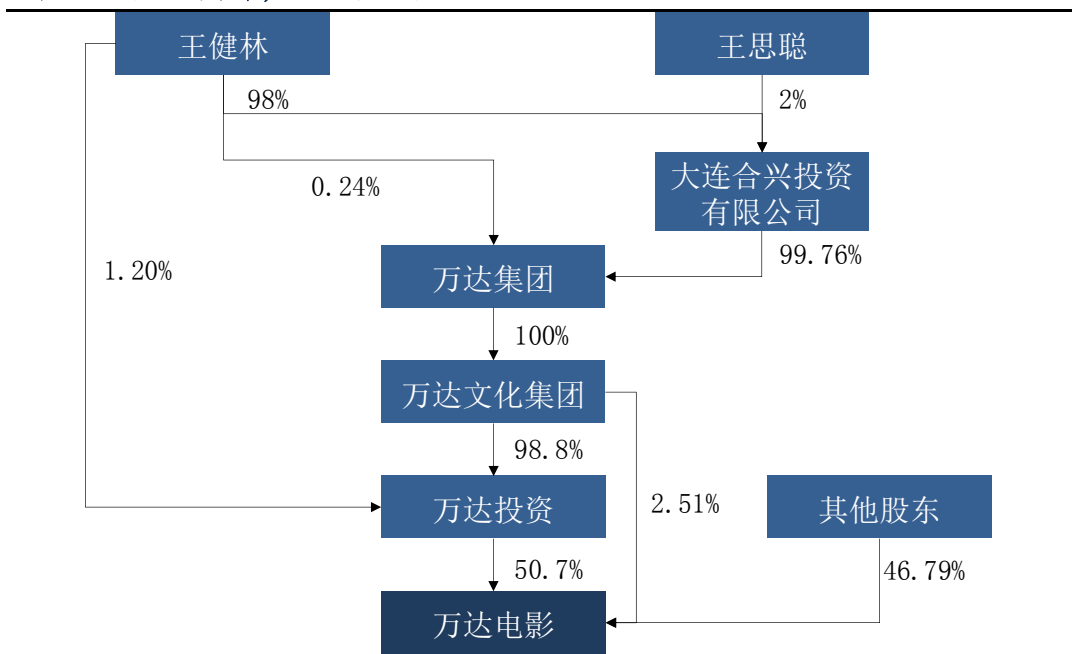 王健林
王思聪
98%
2%
大连合兴投资
有限公司
0.24%
99.76%
1.20%
万达集团
100%
万达文化集团
98.8%
2.51%
万达投资
其他股东
50.7%
46.79%
万达电影